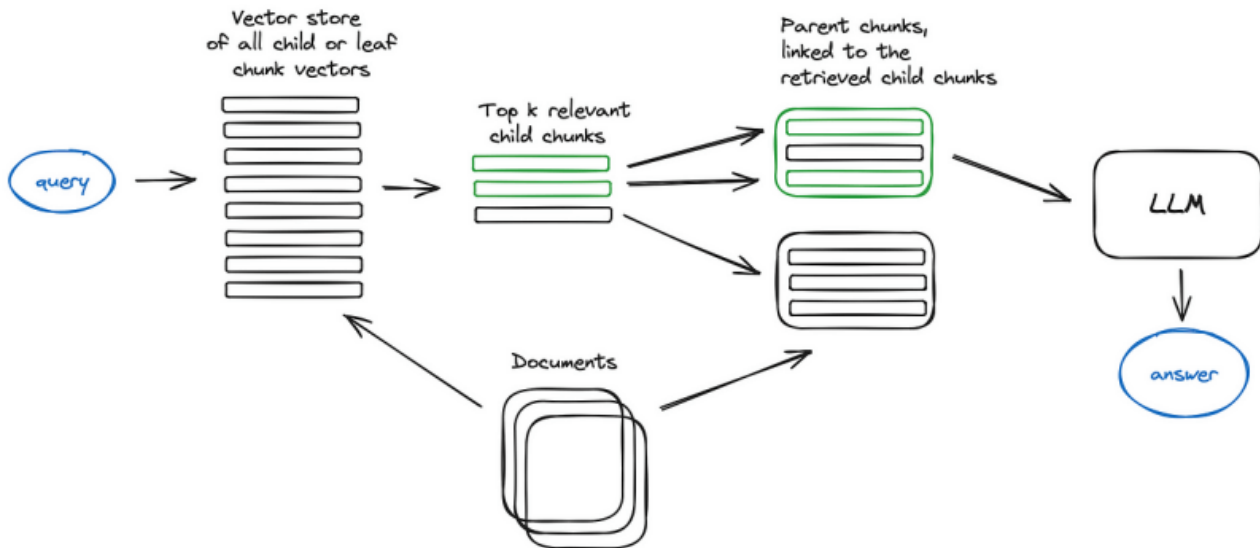 Vector store
of all child or leaf
chunk vectors
Parent chunks,
linked to the
retrieved child chunks
Top k relevant
child chunks
query
LLM
Documents
answer